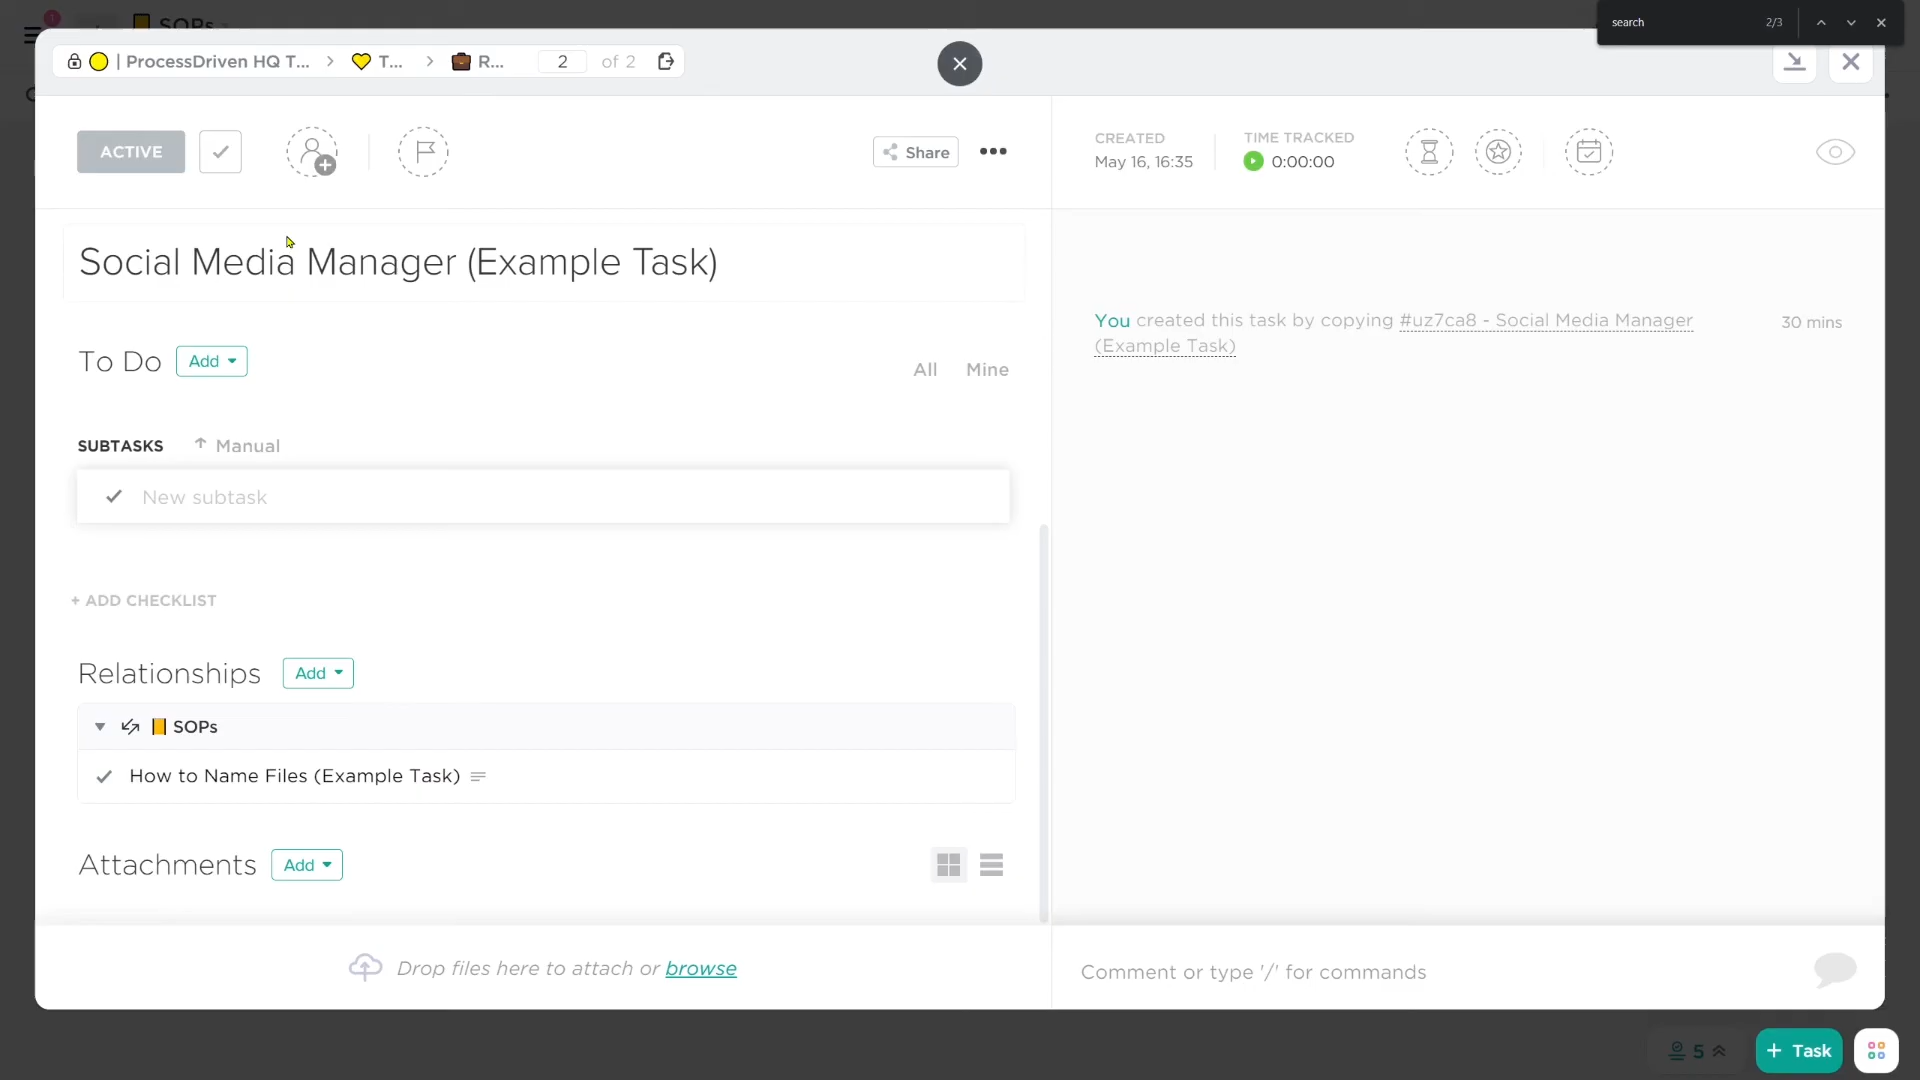 SOPs
1
search
2/3
| ProcessDriven HQ T... > T... > R... 2 of 2
ACTIVE
Share
CREATED
May 16, 16:35
TIME TRACKED
0:00:00
Social Media Manager (Example Task)
To Do Add
All Mine
SUBTASKS Manual
New subtask
+ ADD CHECKLIST
Relationships Add
SOPs
How to Name Files (Example Task)
Attachments Add
Drop files here to attach or browse
You created this task by copying #uz7ca8 - Social Media Manager
(Example Task)
30 mins
Comment or type '/' for commands
5
+ Task